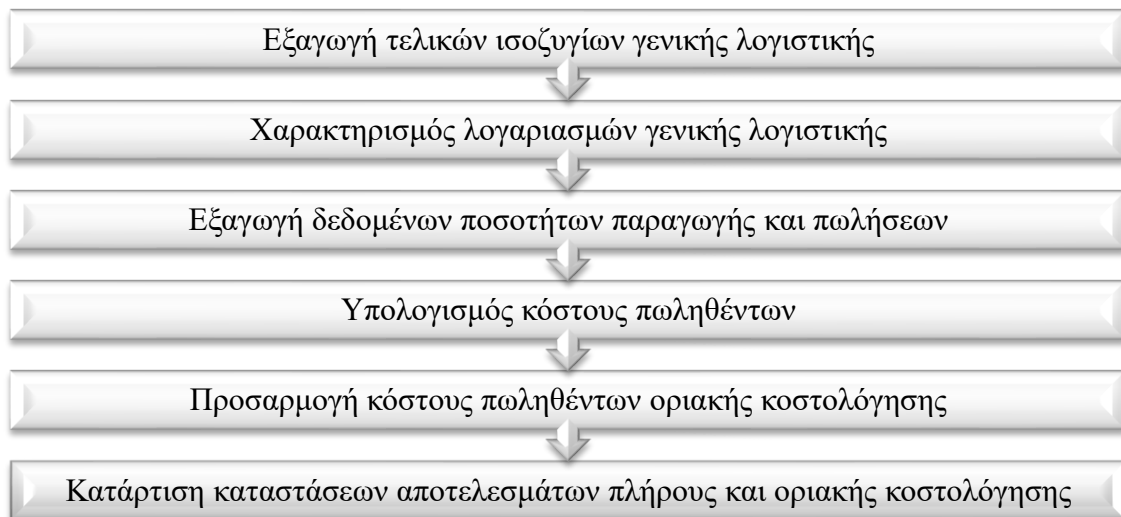 Εξαγωγή τελικών ισοζυγίων γενικής λογιστικής
Χαρακτηρισμός λογαριασμών γενικής λογιστικής
Εξαγωγή δεδομένων ποσοτήτων παραγωγής και πωλήσεων
Υπολογισμός κόστους πωληθέντων
Προσαρμογή κόστους πωληθέντων οριακής κοστολόγησης
Κατάρτιση καταστάσεων αποτελεσμάτων πλήρους και οριακής κοστολόγησης